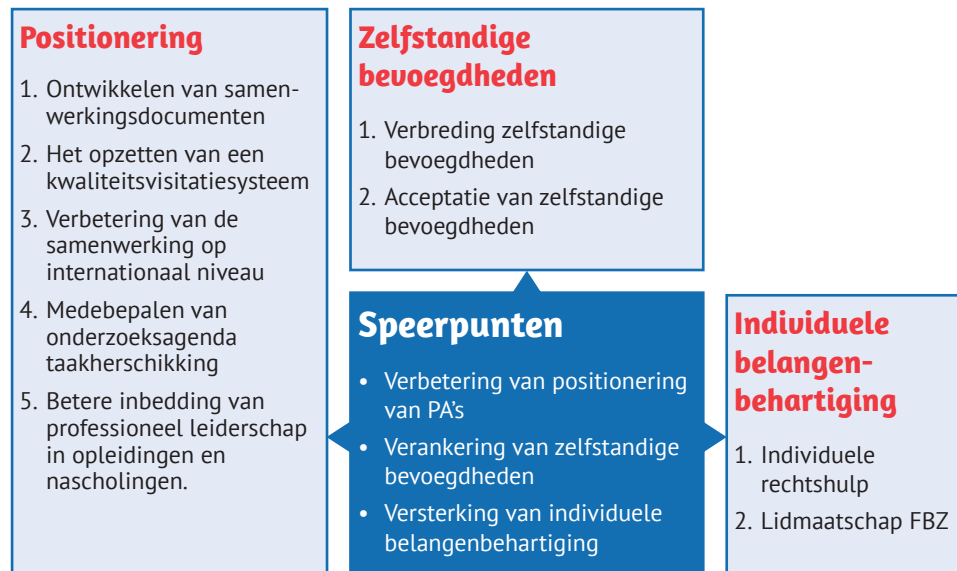 Positionering
1. Ontwikkelen van samen-
werkingsdocumenten
2. Het opzetten van een
kwaliteitsvisitatiesysteem
3. Verbetering van de
samenwerking op
internationaal niveau
4. Medebepalen van
onderzoeksagenda
taakherschikking
5. Betere inbedding van
professioneel leiderschap
in opleidingen en
nascholingen.
Zelfstandige
bevoegdheden
1. Verbreding zelfstandige
bevoegdheden
2. Acceptatie van zelfstandige
bevoegdheden
Speerpunten
• Verbetering van positionering
van PA's
• Verankering van zelfstandige
bevoegdheden
• Versterking van individuele
belangenbehartiging
Individuele
belangen-
behartiging
1. Individuele
rechtshulp
2. Lidmaatschap FBZ